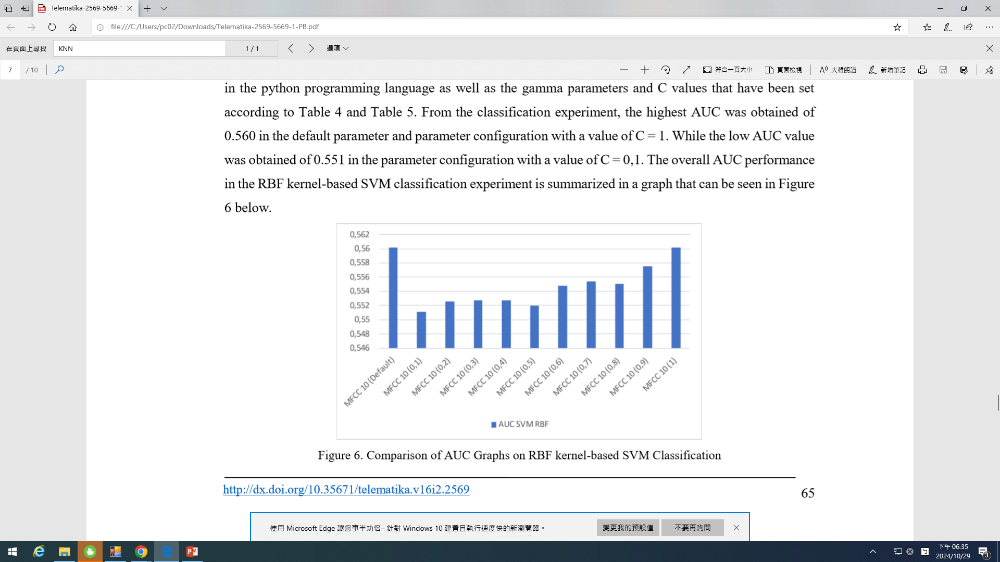 Telematika-2569-5669-1
file:///C:/Users/pc02/Downloads/Telematika-2569-5669-1-PB.pdf
在頁面上尋找
KNN
1 / 1
選項
7
/ 10
符合一頁大小
頁面檢視
大聲朗讀
新增筆記
in the python programming language as well as the gamma parameters and C values that have been set
according to Table 4 and Table 5. From the classification experiment, the highest AUC was obtained of
0.560 in the default parameter and parameter configuration with a value of C = 1. While the low AUC value
was obtained of 0.551 in the parameter configuration with a value of C = 0,1. The overall AUC performance
in the RBF kernel-based SVM classification experiment is summarized in a graph that can be seen in Figure
6 below.
0,562
0,56
0,558
0,556
0,554
0,552
0,55
0,548
0,546
MFCC 10 (Default)
MFCC 10 (0,1)
MFCC 10 (0,2)
MFCC 10 (0,3)
MFCC 10 (0,4)
MFCC 10 (0,5)
MFCC 10 (0,6)
MFCC 10 (0,7)
MFCC 10 (0,8)
MFCC 10 (0,9)
MFCC 10 (1)
AUC SVM RBF
Figure 6. Comparison of AUC Graphs on RBF kernel-based SVM Classification
http://dx.doi.org/10.35671/telematika.v16i2.2569
65
使用 Microsoft Edge 讓您事半功倍– 針對 Windows 10 建置且執行速度快的新瀏覽器。
變更我的預設值
不要再詢問
下午 06:35
2024/10/29
3